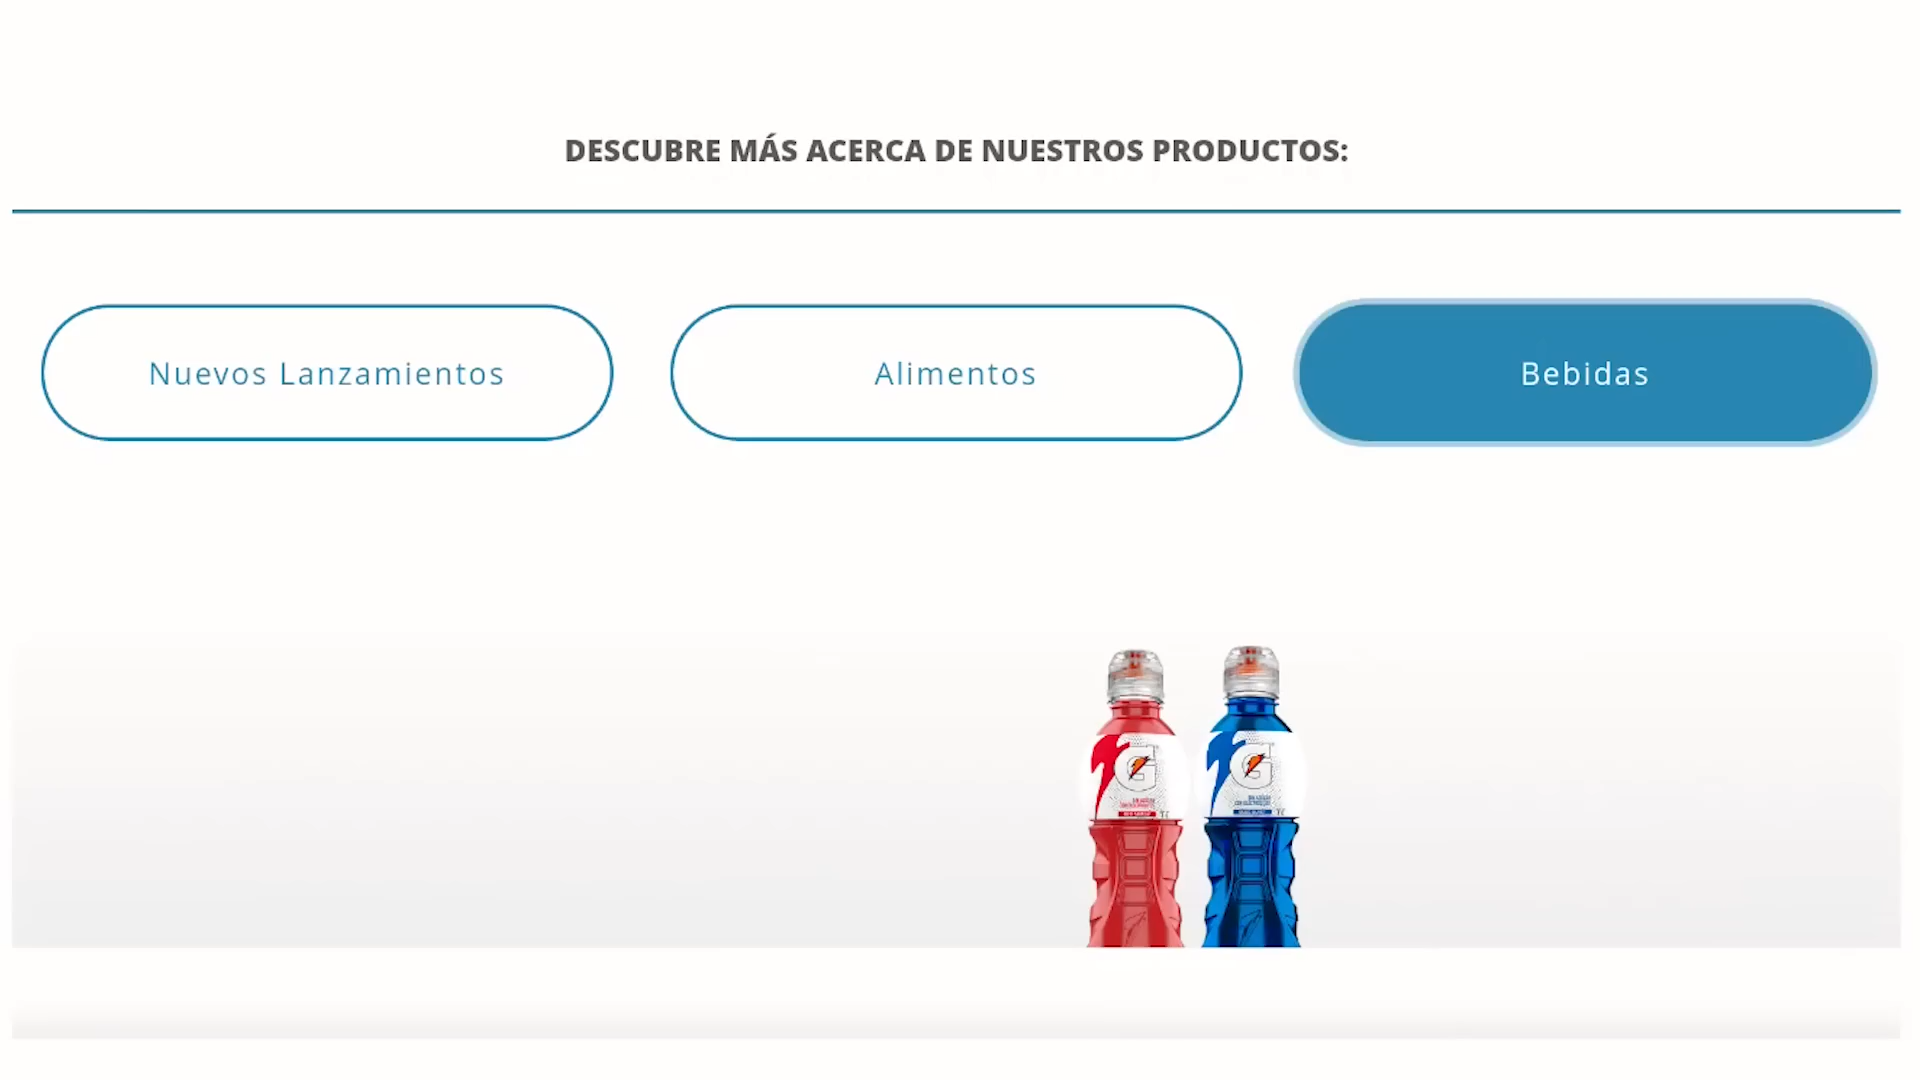 DESCUBRE MÁS ACERCA DE NUESTROS PRODUCTOS:
Nuevos Lanzamientos
Alimentos
Bebidas
G
G